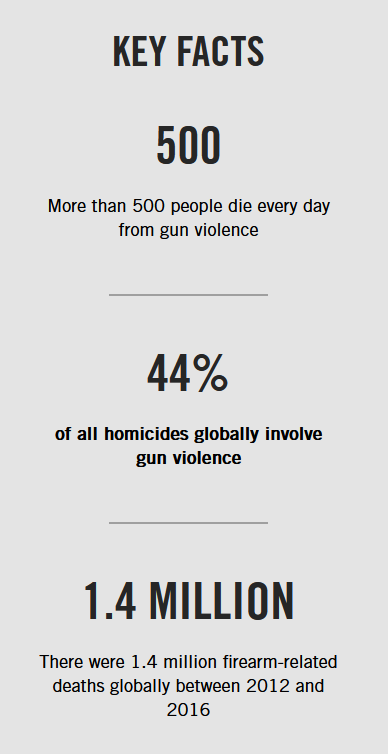 KEY FACTS
500
More than 500 people die every day
from gun violence
44%
of all homicides globally involve
gun violence
1.4 MILLION
There were 1.4 million firearm-related
deaths globally between 2012 and
2016